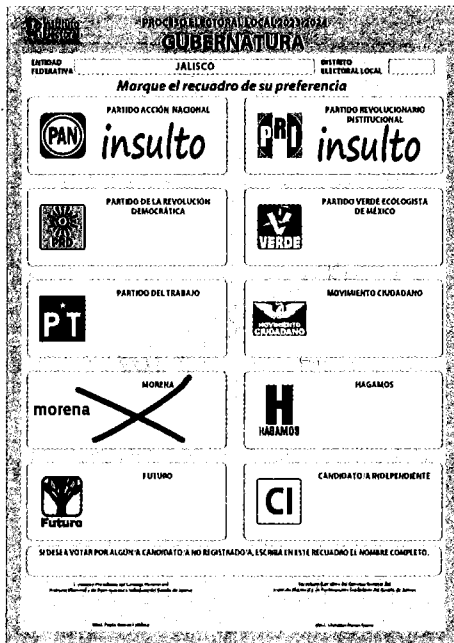 PROCESO ELECTORAL LOCAL 2023-2024
GUBERNATURA
ENTIDAD FEDERATIVA
JALISCO
DISTRITO ELECTORAL LOCAL
Marque el recuadro de su preferencia
PARTIDO ACCIÓN NACIONAL
PAN
insulto
PARTIDO REVOLUCIONARIO
INSTITUCIONAL
PRI
insulto
PARTIDO DE LA REVOLUCIÓN
DEMOCRÁTICA
PRD
PARTIDO VERDE ECOLOGISTA
DE MÉXICO
VERDE
PARTIDO DEL TRABAJO
PT
MOVIMIENTO CIUDADANO
MOVIMIENTO
CIUDADANO
MORENA
morena
HAGAMOS
H
HAGAMOS
FUTURO
Futuro
CANDIDATO/A INDEPENDIENTE
CI
SI DESEA VOTAR POR ALGÚN/A CANDIDATO/A NO REGISTRADO/A, ESCRIBA EN ESTE RECUADRO EL NOMBRE COMPLETO.